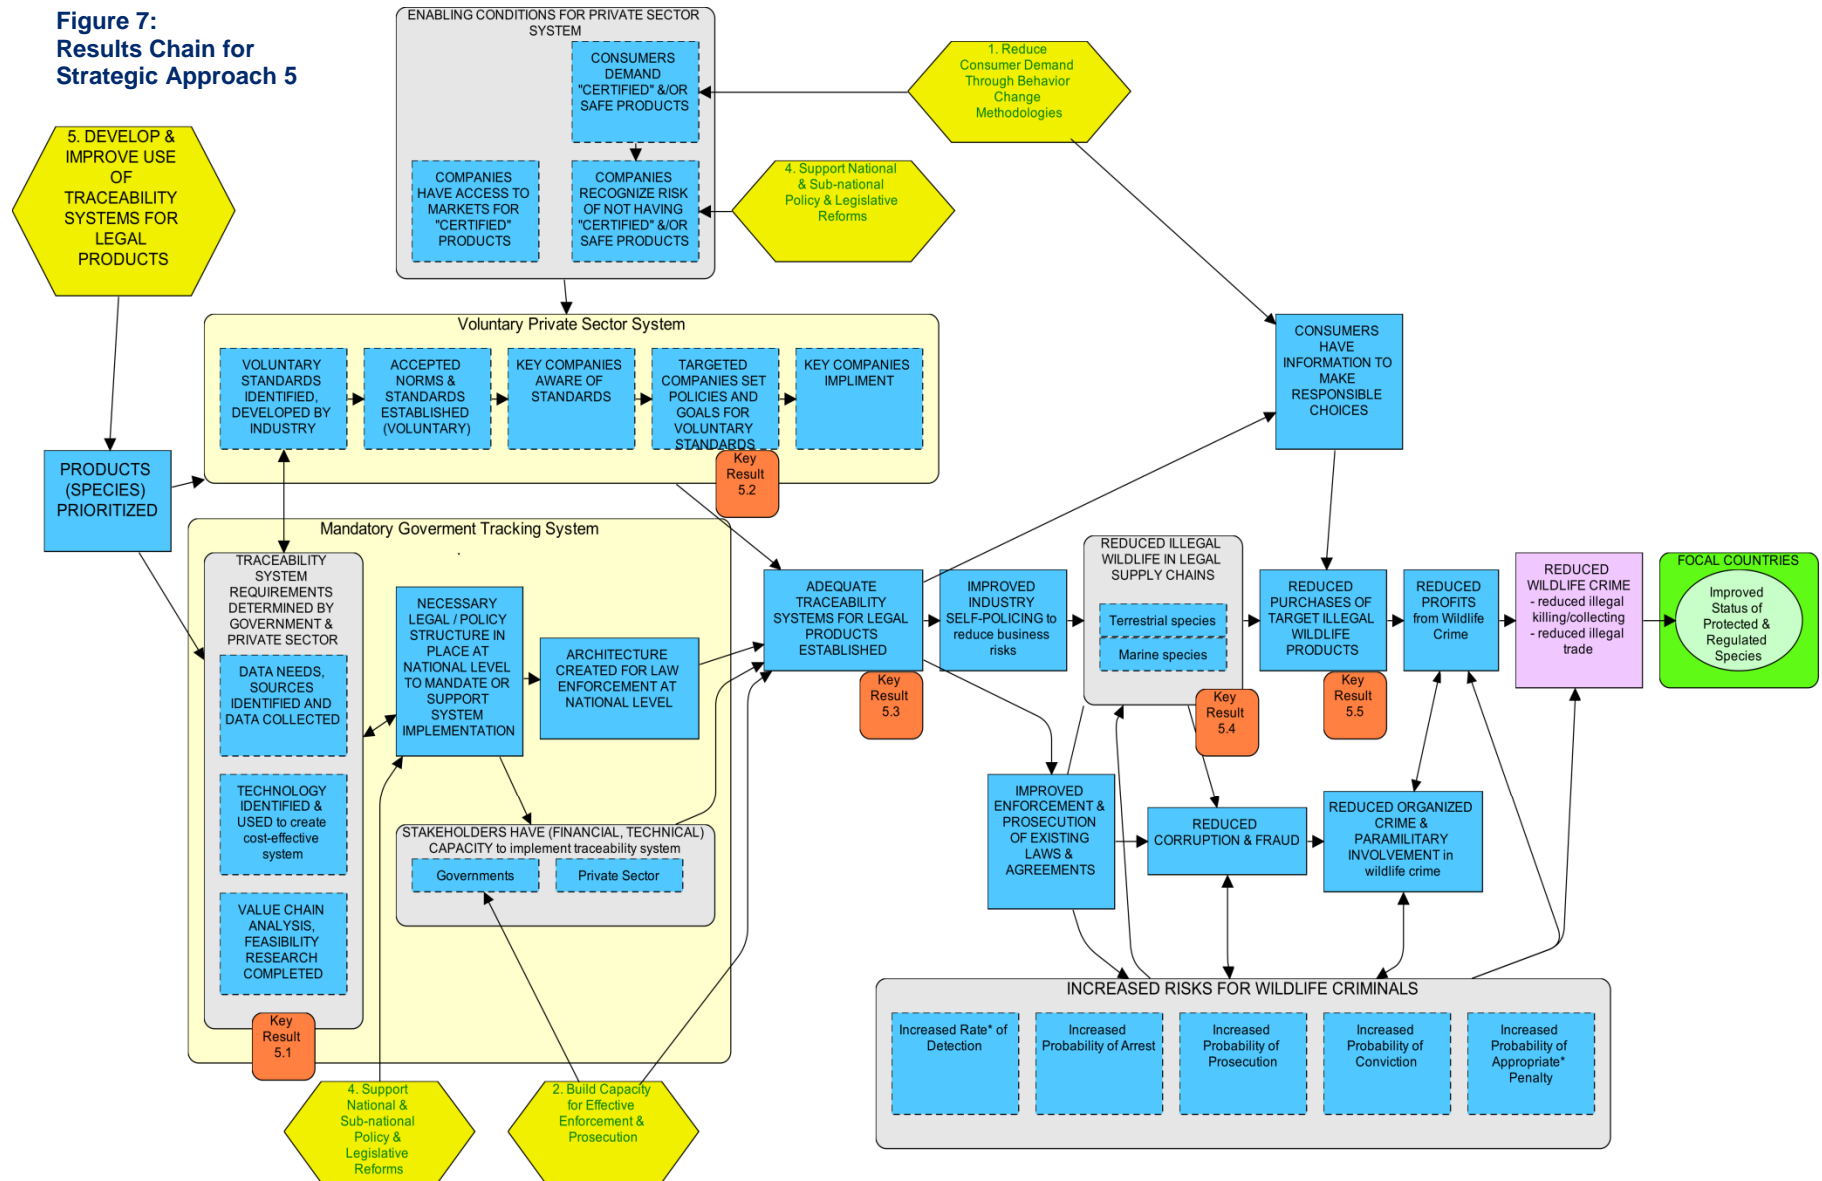 Figure 7:
Results Chain for
Strategic Approach 5
ENABLING CONDITIONS FOR PRIVATE SECTOR
SYSTEM
CONSUMERS
DEMAND
"CERTIFIED" &/OR
SAFE PRODUCTS
COMPANIES
HAVE ACCESS TO
MARKETS FOR
"CERTIFIED"
PRODUCTS
COMPANIES
RECOGNIZE RISK
OF NOT HAVING
"CERTIFIED" &/OR
SAFE PRODUCTS
1. Reduce
Consumer Demand
Through Behavior
Change
Methodologies
4. Support National
& Sub-national
Policy & Legislative
Reforms
5. DEVELOP &
IMPROVE USE
OF
TRACEABILITY
SYSTEMS FOR
LEGAL
PRODUCTS
PRODUCTS
(SPECIES)
PRIORITIZED
Voluntary Private Sector System
VOLUNTARY
STANDARDS
IDENTIFIED,
DEVELOPED BY
INDUSTRY
ACCEPTED
NORMS &
STANDARDS
ESTABLISHED
(VOLUNTARY)
KEY COMPANIES
AWARE OF
STANDARDS
TARGETED
COMPANIES SET
POLICIES AND
GOALS FOR
VOLUNTARY
STANDARDS
KEY COMPANIES
IMPLIMENT
Key
Result
5.2
CONSUMERS
HAVE
INFORMATION TO
MAKE
RESPONSIBLE
CHOICES
Mandatory Goverment Tracking System
.
TRACEABILITY
SYSTEM
REQUIREMENTS
DETERMINED BY
GOVERNMENT &
PRIVATE SECTOR
DATA NEEDS,
SOURCES
IDENTIFIED AND
DATA COLLECTED
TECHNOLOGY
IDENTIFIED &
USED to create
cost-effective
system
VALUE CHAIN
ANALYSIS,
FEASIBILITY
RESEARCH
COMPLETED
Key
Result
5.1
NECESSARY
LEGAL / POLICY
STRUCTURE IN
PLACE AT
NATIONAL LEVEL
TO MANDATE OR
SUPPORT
SYSTEM
IMPLEMENTATION
ARCHITECTURE
CREATED FOR LAW
ENFORCEMENT AT
NATIONAL LEVEL
STAKEHOLDERS HAVE (FINANCIAL, TECHNICAL)
CAPACITY to implement traceability system
Governments
Private Sector
4. Support
National &
Sub-national
Policy &
Legislative
Reforms
2. Build Capacity
for Effective
Enforcement &
Prosecution
ADEQUATE
TRACEABILITY
SYSTEMS FOR LEGAL
PRODUCTS
ESTABLISHED
Key
Result
5.3
IMPROVED
INDUSTRY
SELF-POLICING to
reduce business
risks
REDUCED ILLEGAL
WILDLIFE IN LEGAL
SUPPLY CHAINS
Terrestrial species
Marine species
Key
Result
5.4
REDUCED
PURCHASES OF
TARGET ILLEGAL
WILDLIFE
PRODUCTS
Key
Result
5.5
REDUCED
PROFITS
from Wildlife
Crime
REDUCED
WILDLIFE CRIME
- reduced illegal
killing/collecting
- reduced illegal
trade
FOCAL COUNTRIES
Improved
Status of
Protected &
Regulated
Species
IMPROVED
ENFORCEMENT &
PROSECUTION
OF EXISTING
LAWS &
AGREEMENTS
REDUCED
CORRUPTION & FRAUD
REDUCED ORGANIZED
CRIME &
PARAMILITARY
INVOLVEMENT in
wildlife crime
INCREASED RISKS FOR WILDLIFE CRIMINALS
Increased Rate* of
Detection
Increased
Probability of Arrest
Increased
Probability of
Prosecution
Increased
Probability of
Conviction
Increased
Probability of
Appropriate*
Penalty